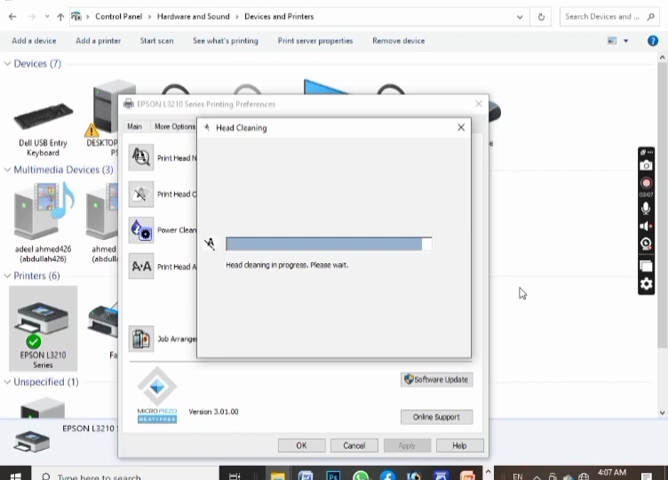 Control Panel > Hardware and Sound > Devices and Printers
Search Devices and ...
Add a device
Add a printer
Start scan
See what's printing
Print server properties
Remove device
Devices (7)
Dell USB Entry
Keyboard
DESKTOP
Multimedia Devices (3)
adeel ahmed426
(abdullah426)
ahmed
(abdull
Printers (6)
EPSON L3210
Series
Fa
Unspecified (1)
EPSON L3210
EPSON L3210 Series Printing Preferences
Main
More Options
Print Head N
Print Head C
Power Clean
Print Head A
Job Arrange
Head Cleaning
Head cleaning in progress. Please wait.
Software Update
MICRO PIEZO
HEAT-FREE
Version 3.01.00
Online Support
OK
Cancel
Apply
Help
Type here to search
EN
4:07 AM